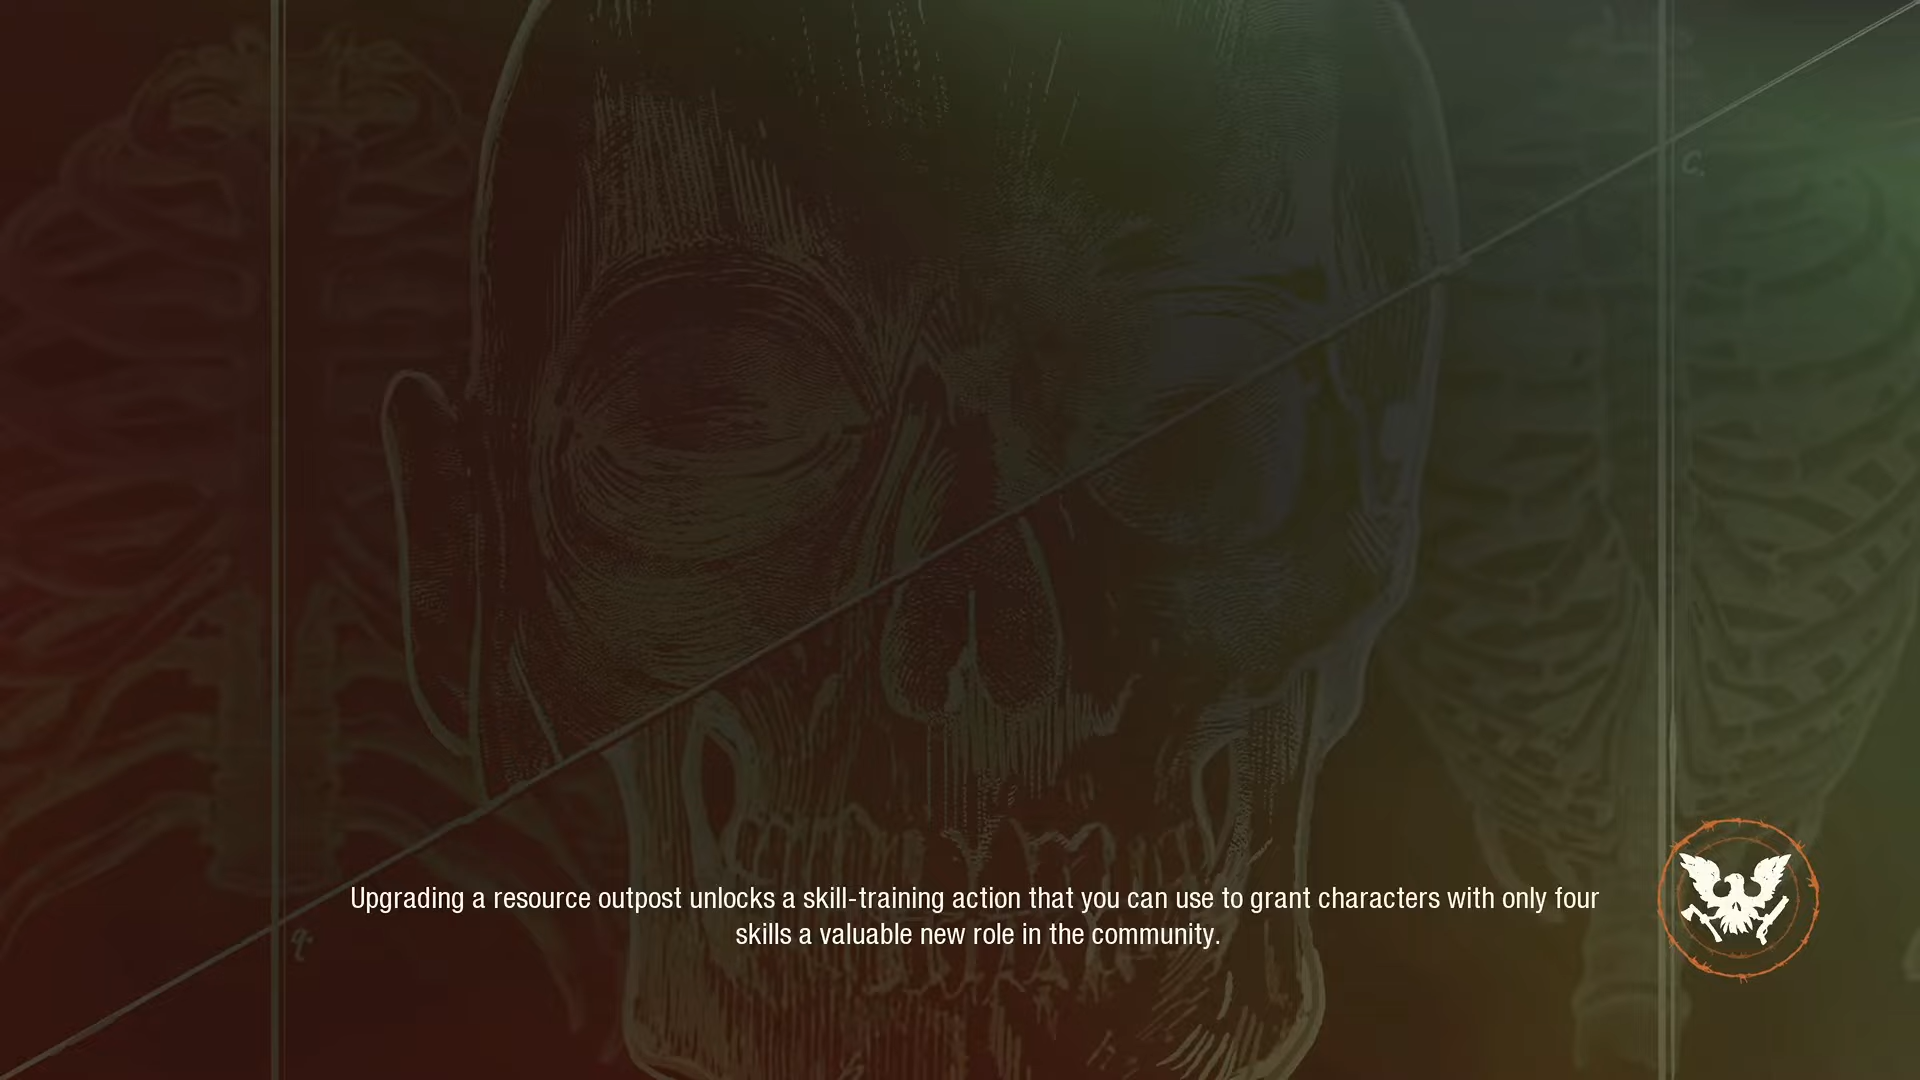 C.
Upgrading a resource outpost unlocks a skill-training action that you can use to grant characters with only four
skills a valuable new role in the community.
q.